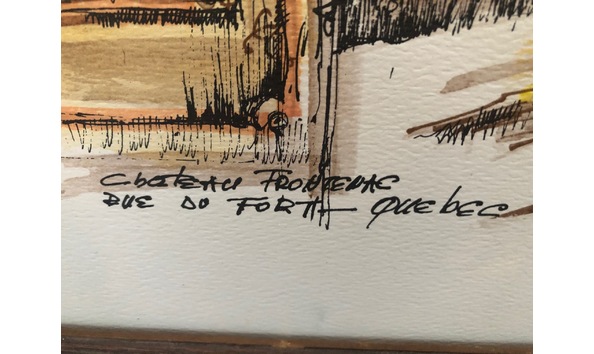 Chateau FRONTENAC
RUE DU FORT — QUEbEC